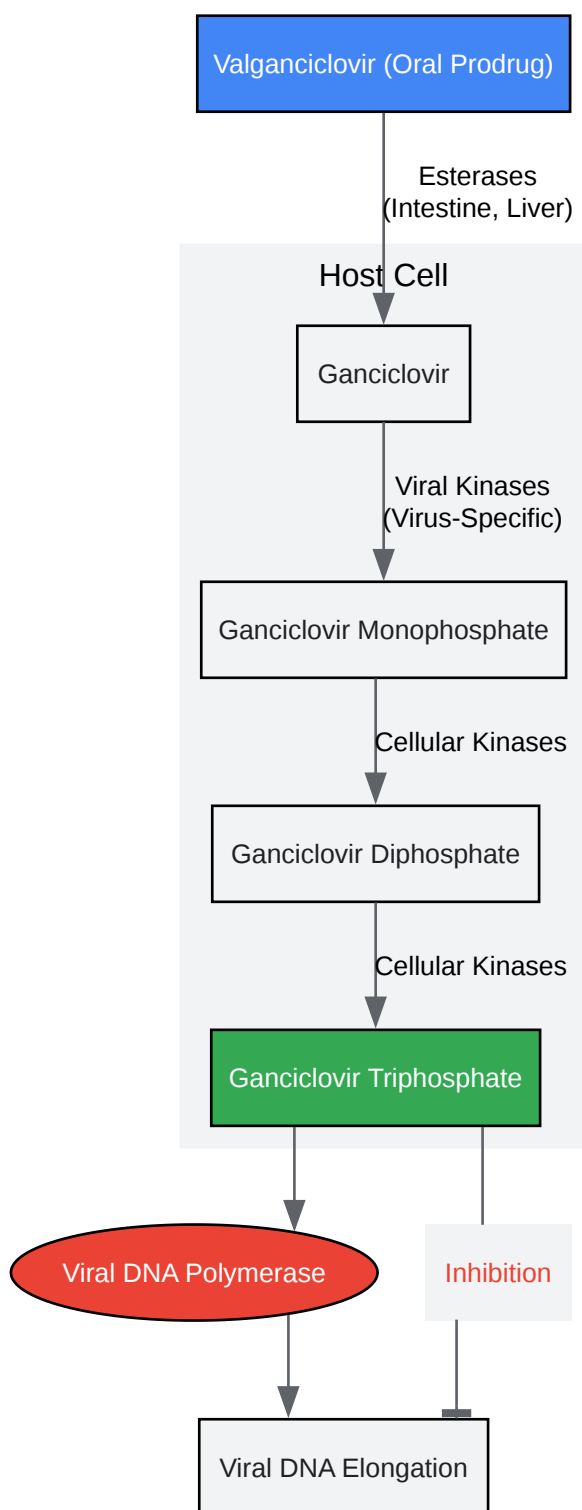 Valganciclovir (Oral Prodrug)
Esterases
(Intestine, Liver)
Host Cell
Ganciclovir
Viral Kinases
(Virus-Specific)
Ganciclovir Monophosphate
Cellular Kinases
Ganciclovir Diphosphate
Cellular Kinases
Ganciclovir Triphosphate
Viral DNA Polymerase
Inhibition
Viral DNA Elongation